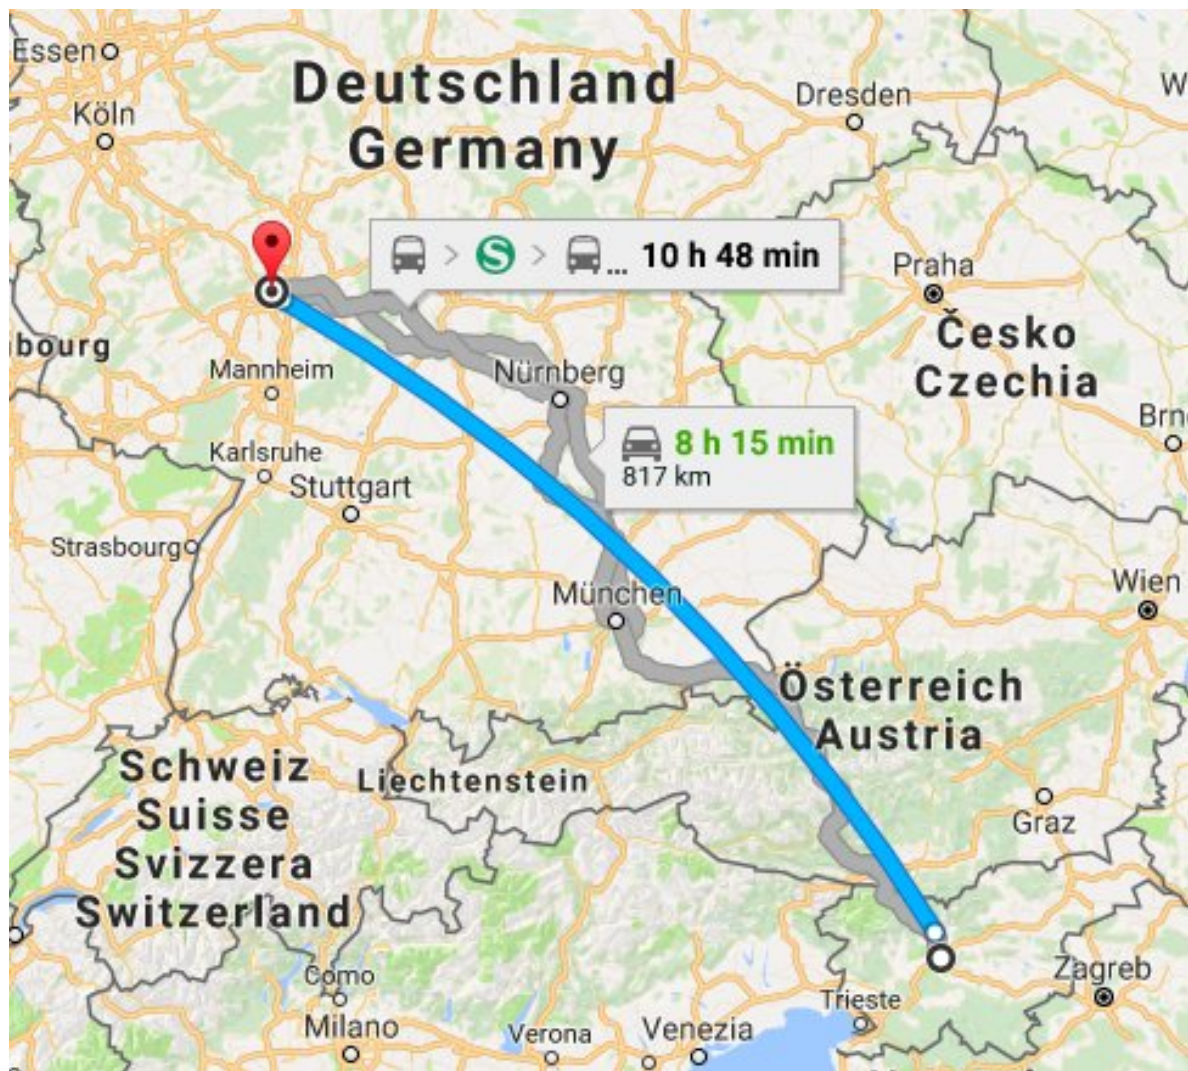 Essen
Deutschland
Germany
Dresden
W
Köln
S
... 10 h 48 min
Praha
Česko
Czechia
bourg
Mannheim
Nürnberg
Brn
8 h 15 min
817 km
Karlsruhe
Stuttgart
Strasbourg
München
Wien
Österreich
Austria
Schweiz
Suisse
Svizzera
Switzerland
Liechtenstein
Graz
Como
Zagreb
Trieste
Milano
Verona
Venezia